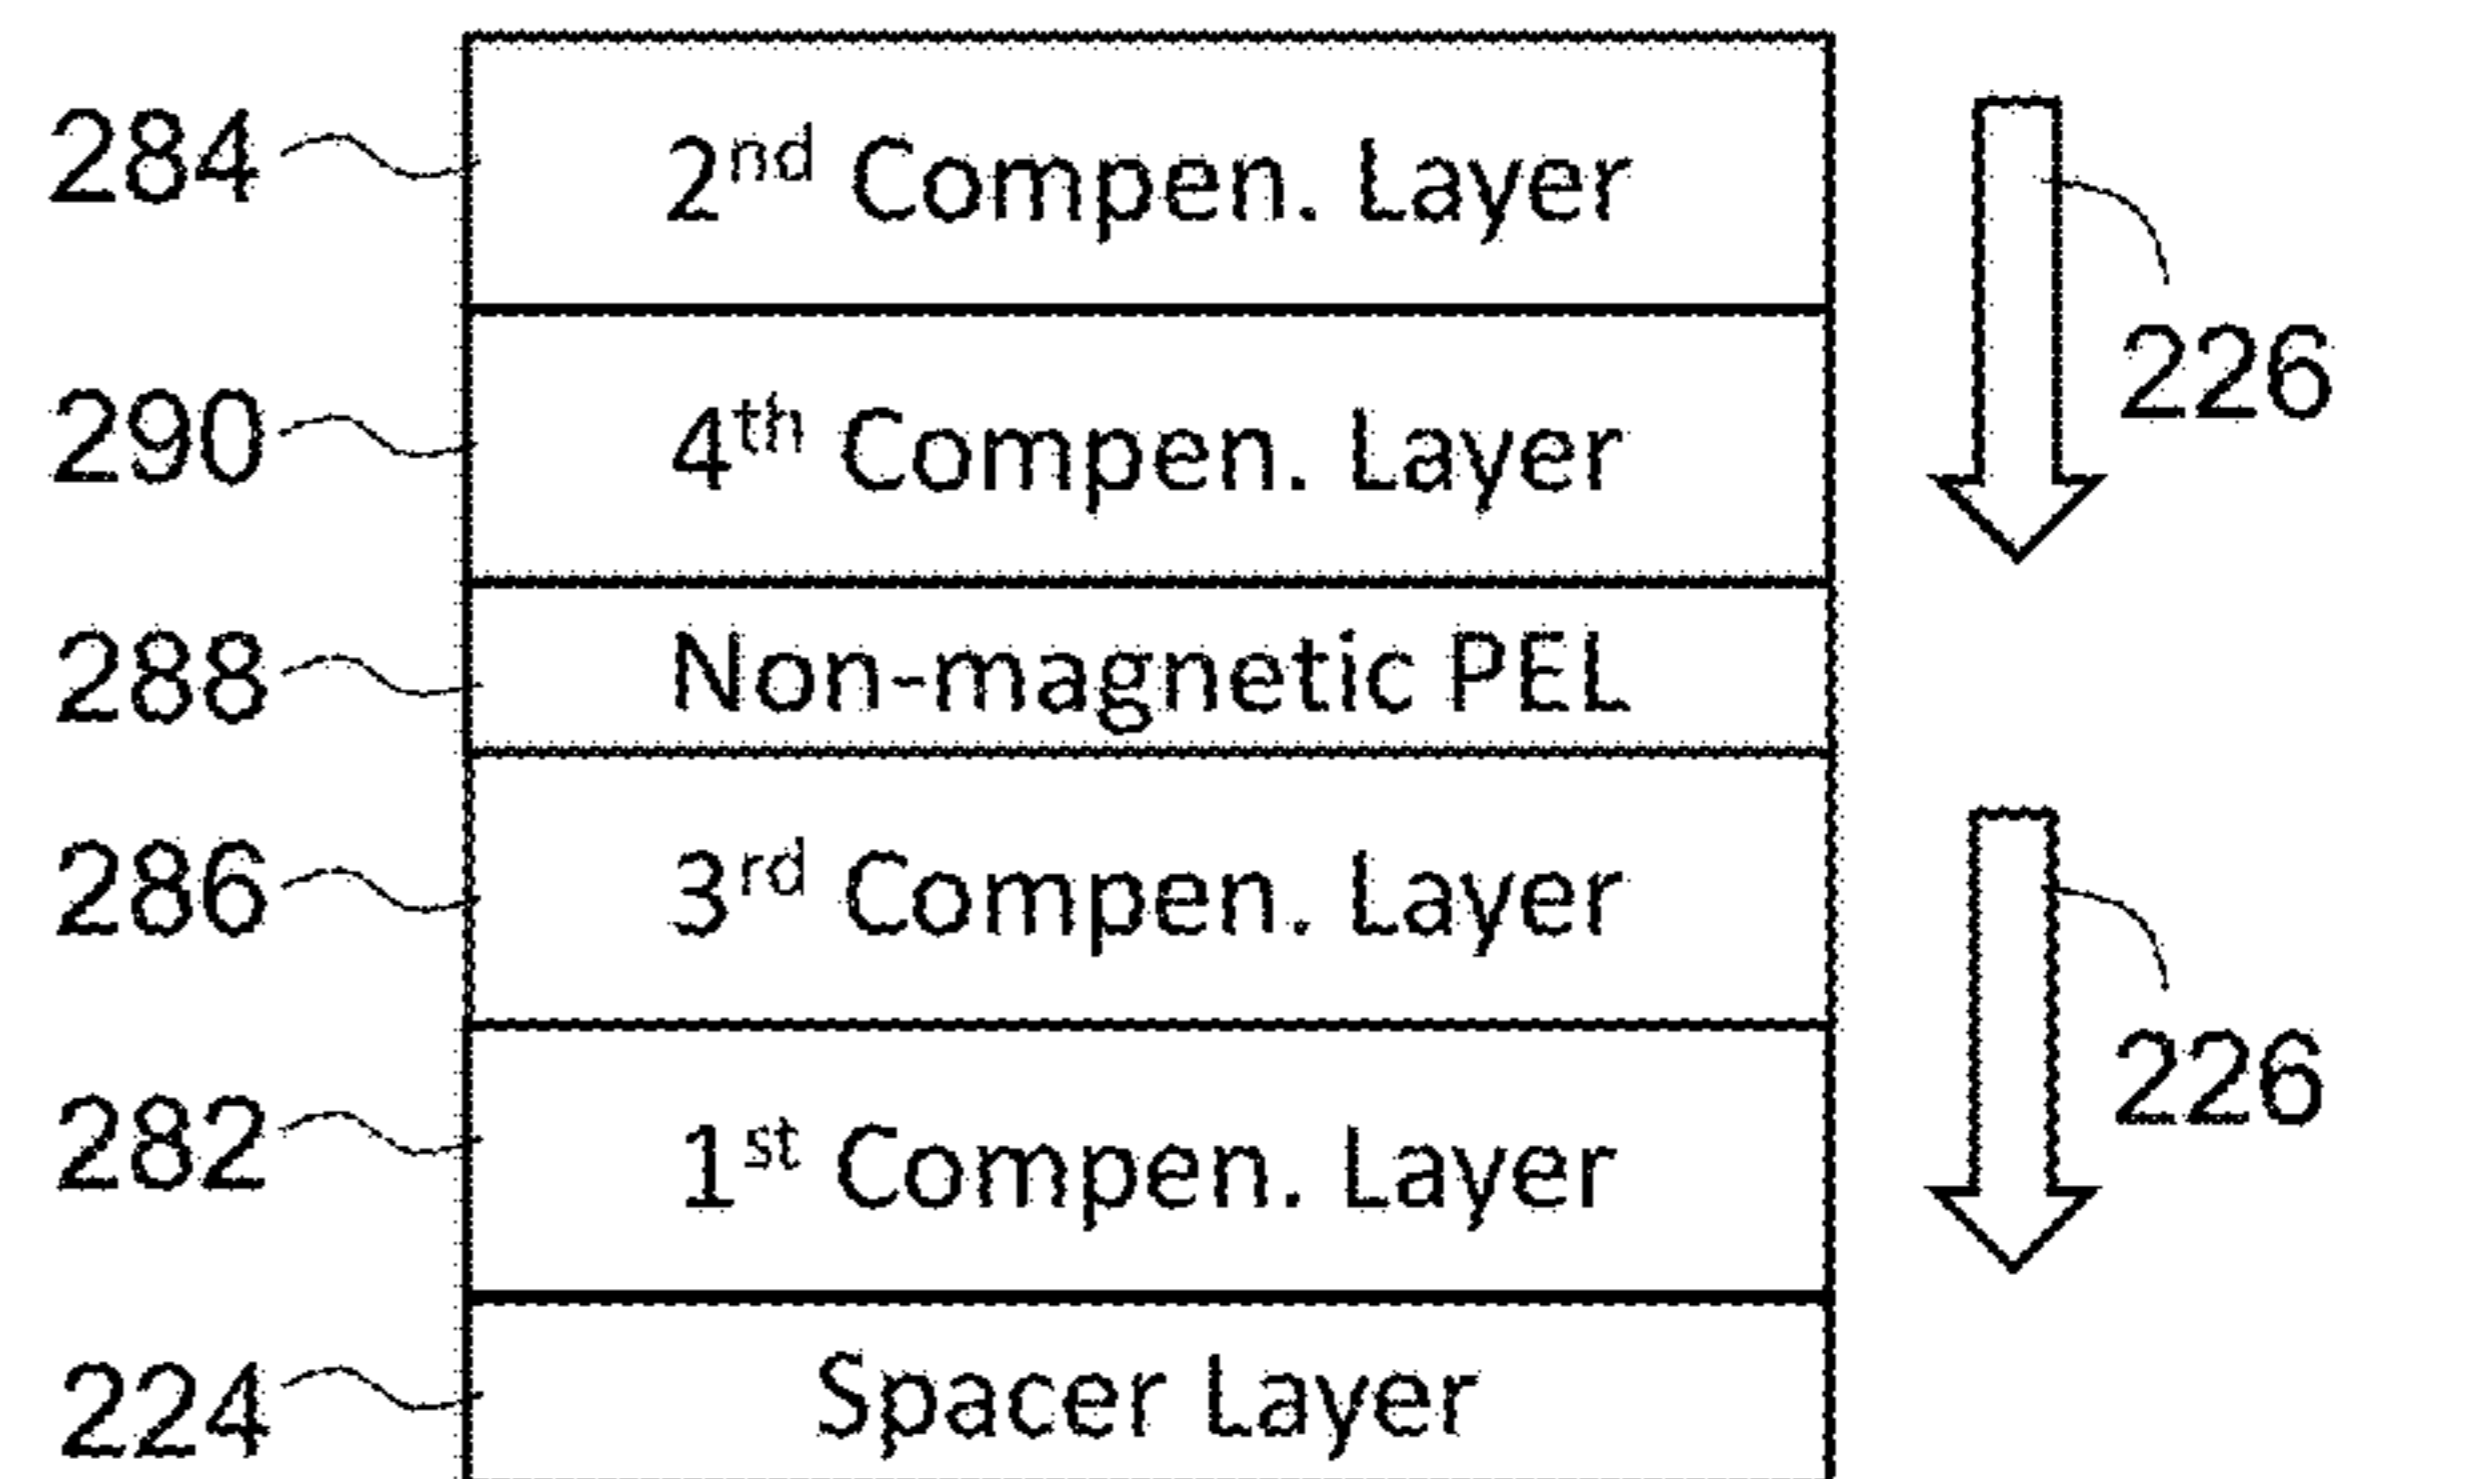 284 2nd Compen. Layer
226
290 4th Compen. Layer
288 Non-magnetic PEL
286 3rd Compen. Layer
226
282 1st Compen. Layer
224 Spacer Layer